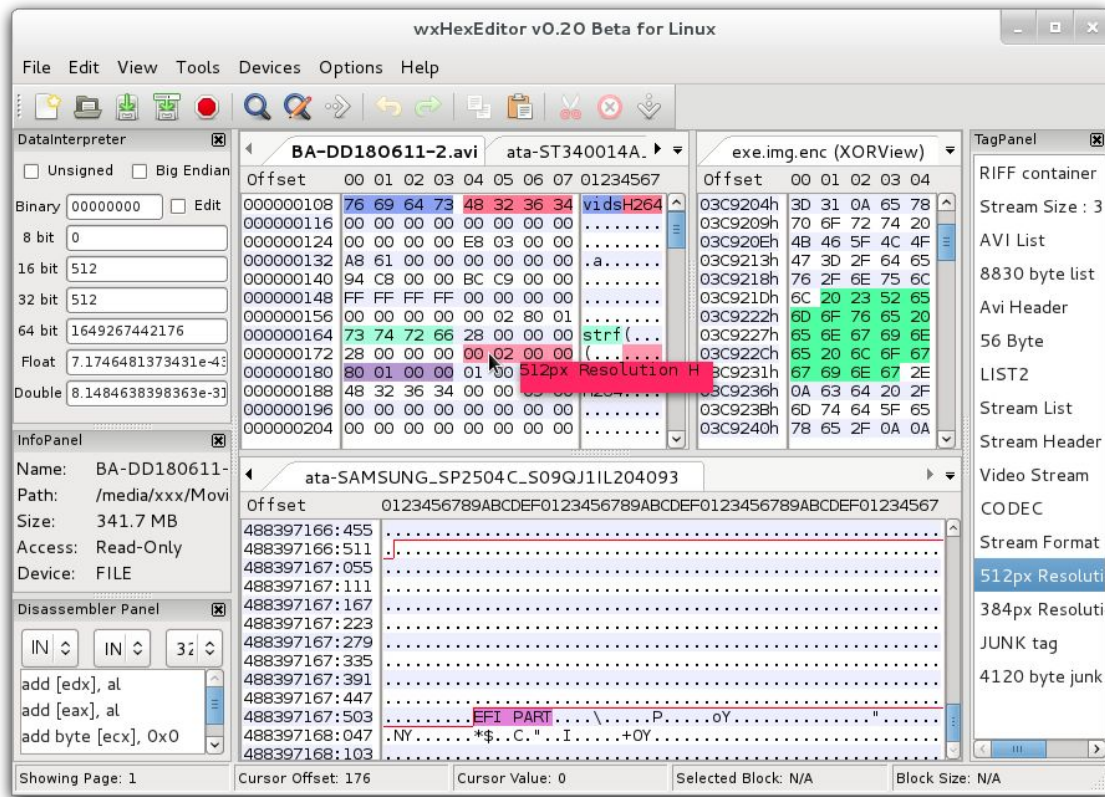 wxHexEditor v0.20 Beta for Linux
File Edit View Tools Devices Options Help
DataInterpreter
Unsigned Big Endian
Binary 00000000 Edit
8 bit 0
16 bit 512
32 bit 512
64 bit 1649267442176
Float 7.1746481373431e-43
Double 8.1484638398363e-31
InfoPanel
Name: BA-DD180611-
Path: /media/xxx/Movi
Size: 341.7 MB
Access: Read-Only
Device: FILE
Disassembler Panel
IN IN 32
add [edx], al
add [eax], al
add byte [ecx], 0x0
BA-DD180611-2.avi ata-ST340014A_
Offset 00 01 02 03 04 05 06 07 01234567
000000108 76 69 64 73 48 32 36 34 vidsH264
000000116 00 00 00 00 00 00 00 00 ........
000000124 00 00 00 00 E8 03 00 00 ........
000000132 A8 61 00 00 00 00 00 00 .a......
000000140 94 C8 00 00 BC C9 00 00 ........
000000148 FF FF FF FF 00 00 00 00 ........
000000156 00 00 00 00 00 02 80 01 ........
000000164 73 74 72 66 28 00 00 00 strf(...
000000172 28 00 00 00 00 02 00 00 (.......
000000180 80 01 00 00 01 00
512px Resolution H
000000188 48 32 36 34 00 00 H264....
000000196 00 00 00 00 00 00 00 00 ........
000000204 00 00 00 00 00 00 00 00 ........
exe.img.enc (XORView)
Offset 00 01 02 03 04
03C9204h 3D 31 0A 65 78
03C9209h 70 6F 72 74 20
03C920Eh 4B 46 5F 4C 4F
03C9213h 47 3D 2F 64 65
03C9218h 76 2F 6E 75 6C
03C921Dh 6C 20 23 52 65
03C9222h 6D 6F 76 65 20
03C9227h 65 6E 67 69 6E
03C922Ch 65 20 6C 6F 67
03C9231h 67 69 6E 67 2E
03C9236h 0A 63 64 20 2F
03C923Bh 6D 74 64 5F 65
03C9240h 78 65 2F 0A 0A
ata-SAMSUNG_SP2504C_S09QJ1IL204093
Offset 0123456789ABCDEF0123456789ABCDEF0123456789ABCDEF01234567
488397166:455 ........................................................
488397166:511 ........................................................
488397167:055 ........................................................
488397167:111 ........................................................
488397167:167 ........................................................
488397167:223 ........................................................
488397167:279 ........................................................
488397167:335 ........................................................
488397167:391 ........................................................
488397167:447 ........................................................
488397167:503 .........EFI PART....\.....P.....oY..............."......
488397168:047 .NY.......*$..C."..I.....+OY............................
488397168:103 ........................................................
TagPanel
RIFF container
Stream Size : 3
AVI List
8830 byte list
Avi Header
56 Byte
LIST2
Stream List
Stream Header
Video Stream
CODEC
Stream Format
512px Resoluti
384px Resoluti
JUNK tag
4120 byte junk
Showing Page: 1 Cursor Offset: 176 Cursor Value: 0 Selected Block: N/A Block Size: N/A